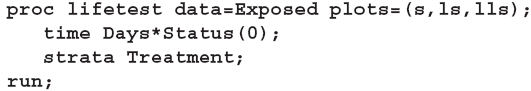 proc lifetest data=Exposed plots=(s,ls,lls);
   time Days*Status(0);
   strata Treatment;
run;